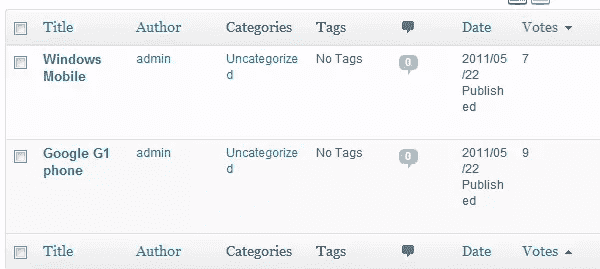 Title Author Categories Tags Date Votes
Windows Mobile admin Uncategorized No Tags 0 2011/05/22 Published 7
Google G1 phone admin Uncategorized No Tags 0 2011/05/22 Published 9
Title Author Categories Tags Date Votes